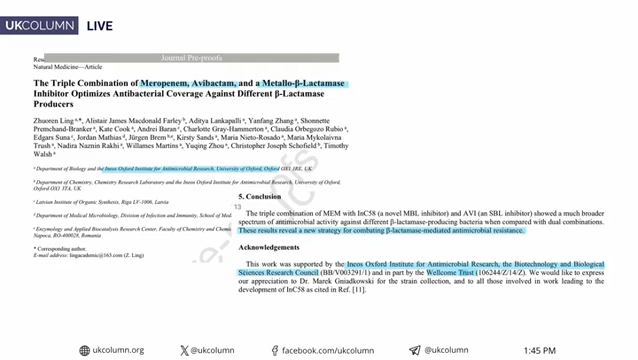 UKCOLUMN LIVE
Res
Journal Pre-proofs
Natural Medicine—Article
The Triple Combination of Meropenem, Avibactam, and a Metallo-β-Lactamase
Inhibitor Optimizes Antibacterial Coverage Against Different β-Lactamase
Producers
Zhuoren Ling a,*, Alistair James Macdonald Farley b, Aditya Lankapalli a, Yanfang Zhang a, Shonnette
Premchand-Branker a, Kate Cook a, Andrei Baran c, Charlotte Gray-Hammerton a, Claudia Orbegozo Rubio a,
Edgars Suna c, Jordan Mathias d, Jürgen Brem b,e, Kirsty Sands a, Maria Nieto-Rosado a, Maria Mykolaivna
Trush a, Nadira Naznin Rakhi a, Willames Martins a, Yuqing Zhou a, Christopher Joseph Schofield b, Timothy
Walsh a
a Department of Biology and the Ineos Oxford Institute for Antimicrobial Research, University of Oxford, Oxford OX1 3RE, UK
b Department of Chemistry, Chemistry Research Laboratory and the Ineos Oxford Institute for Antimicrobial Research, University of Oxford,
Oxford OX1 3TA, UK
c Latvian Institute of Organic Synthesis, Riga LV-1006, Latvia
d Department of Medical Microbiology, Division of Infection and Immunity, School of Med
e Enzymology and Applied Biocatalysis Research Center, Faculty of Chemistry and Chem
Napoca, RO-400028, Romania
* Corresponding author.
E-mail address: lingacademic@163.com (Z. Ling)
5. Conclusion
13
The triple combination of MEM with InC58 (a novel MBL inhibitor) and AVI (an SBL inhibitor) showed a much broader
spectrum of antimicrobial activity against different β-lactamase-producing bacteria when compared with dual combinations.
These results reveal a new strategy for combating β-lactamase-mediated antimicrobial resistance.
Acknowledgements
This work was supported by the Ineos Oxford Institute for Antimicrobial Research, the Biotechnology and Biological
Sciences Research Council (BB/V003291/1) and in part by the Wellcome Trust (106244/Z/14/Z). We would like to express
our appreciation to Dr. Marek Gniadkowski for the strain collection, and to all those involved in work leading to the
development of InC58 as cited in Ref. [11].
ukcolumn.org @ukcolumn facebook.com/ukcolumn @ukcolumn 1:45 PM